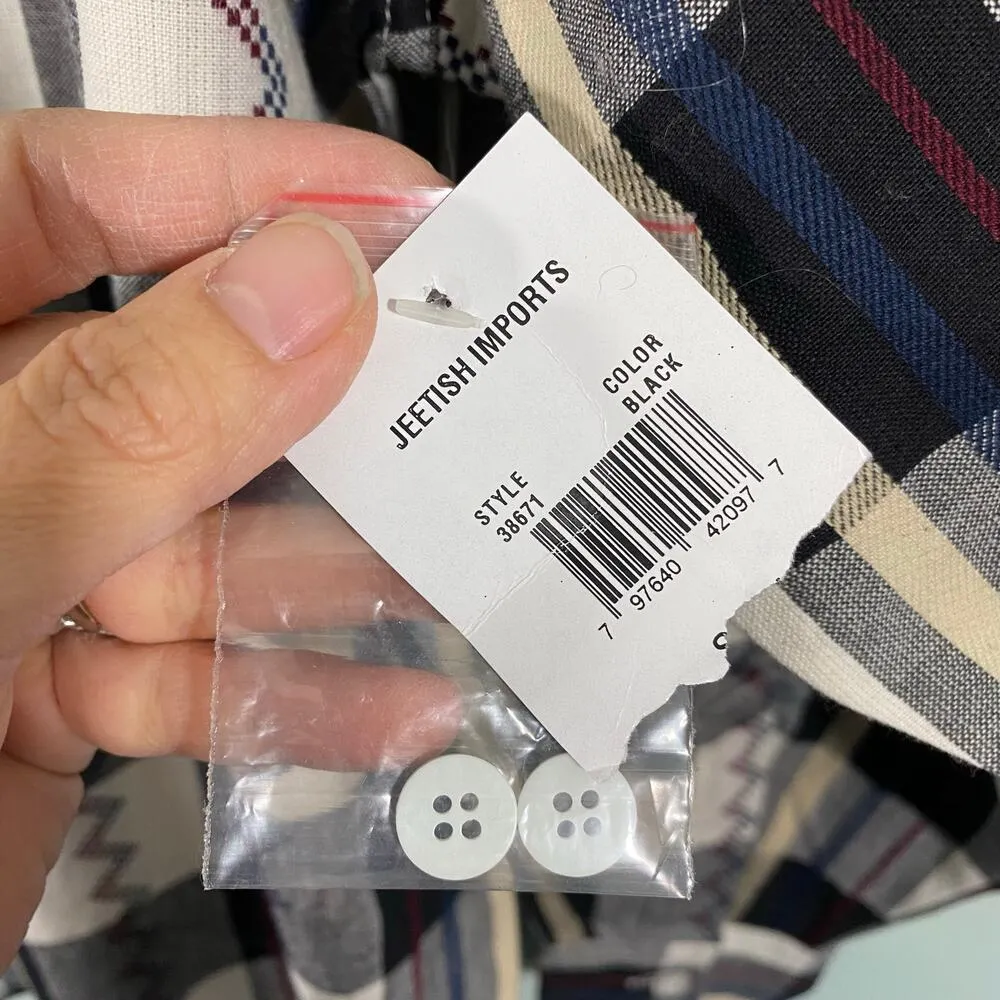 JEETISH IMPORTS
STYLE
38671
COLOR
BLACK
7 97640 42097 7